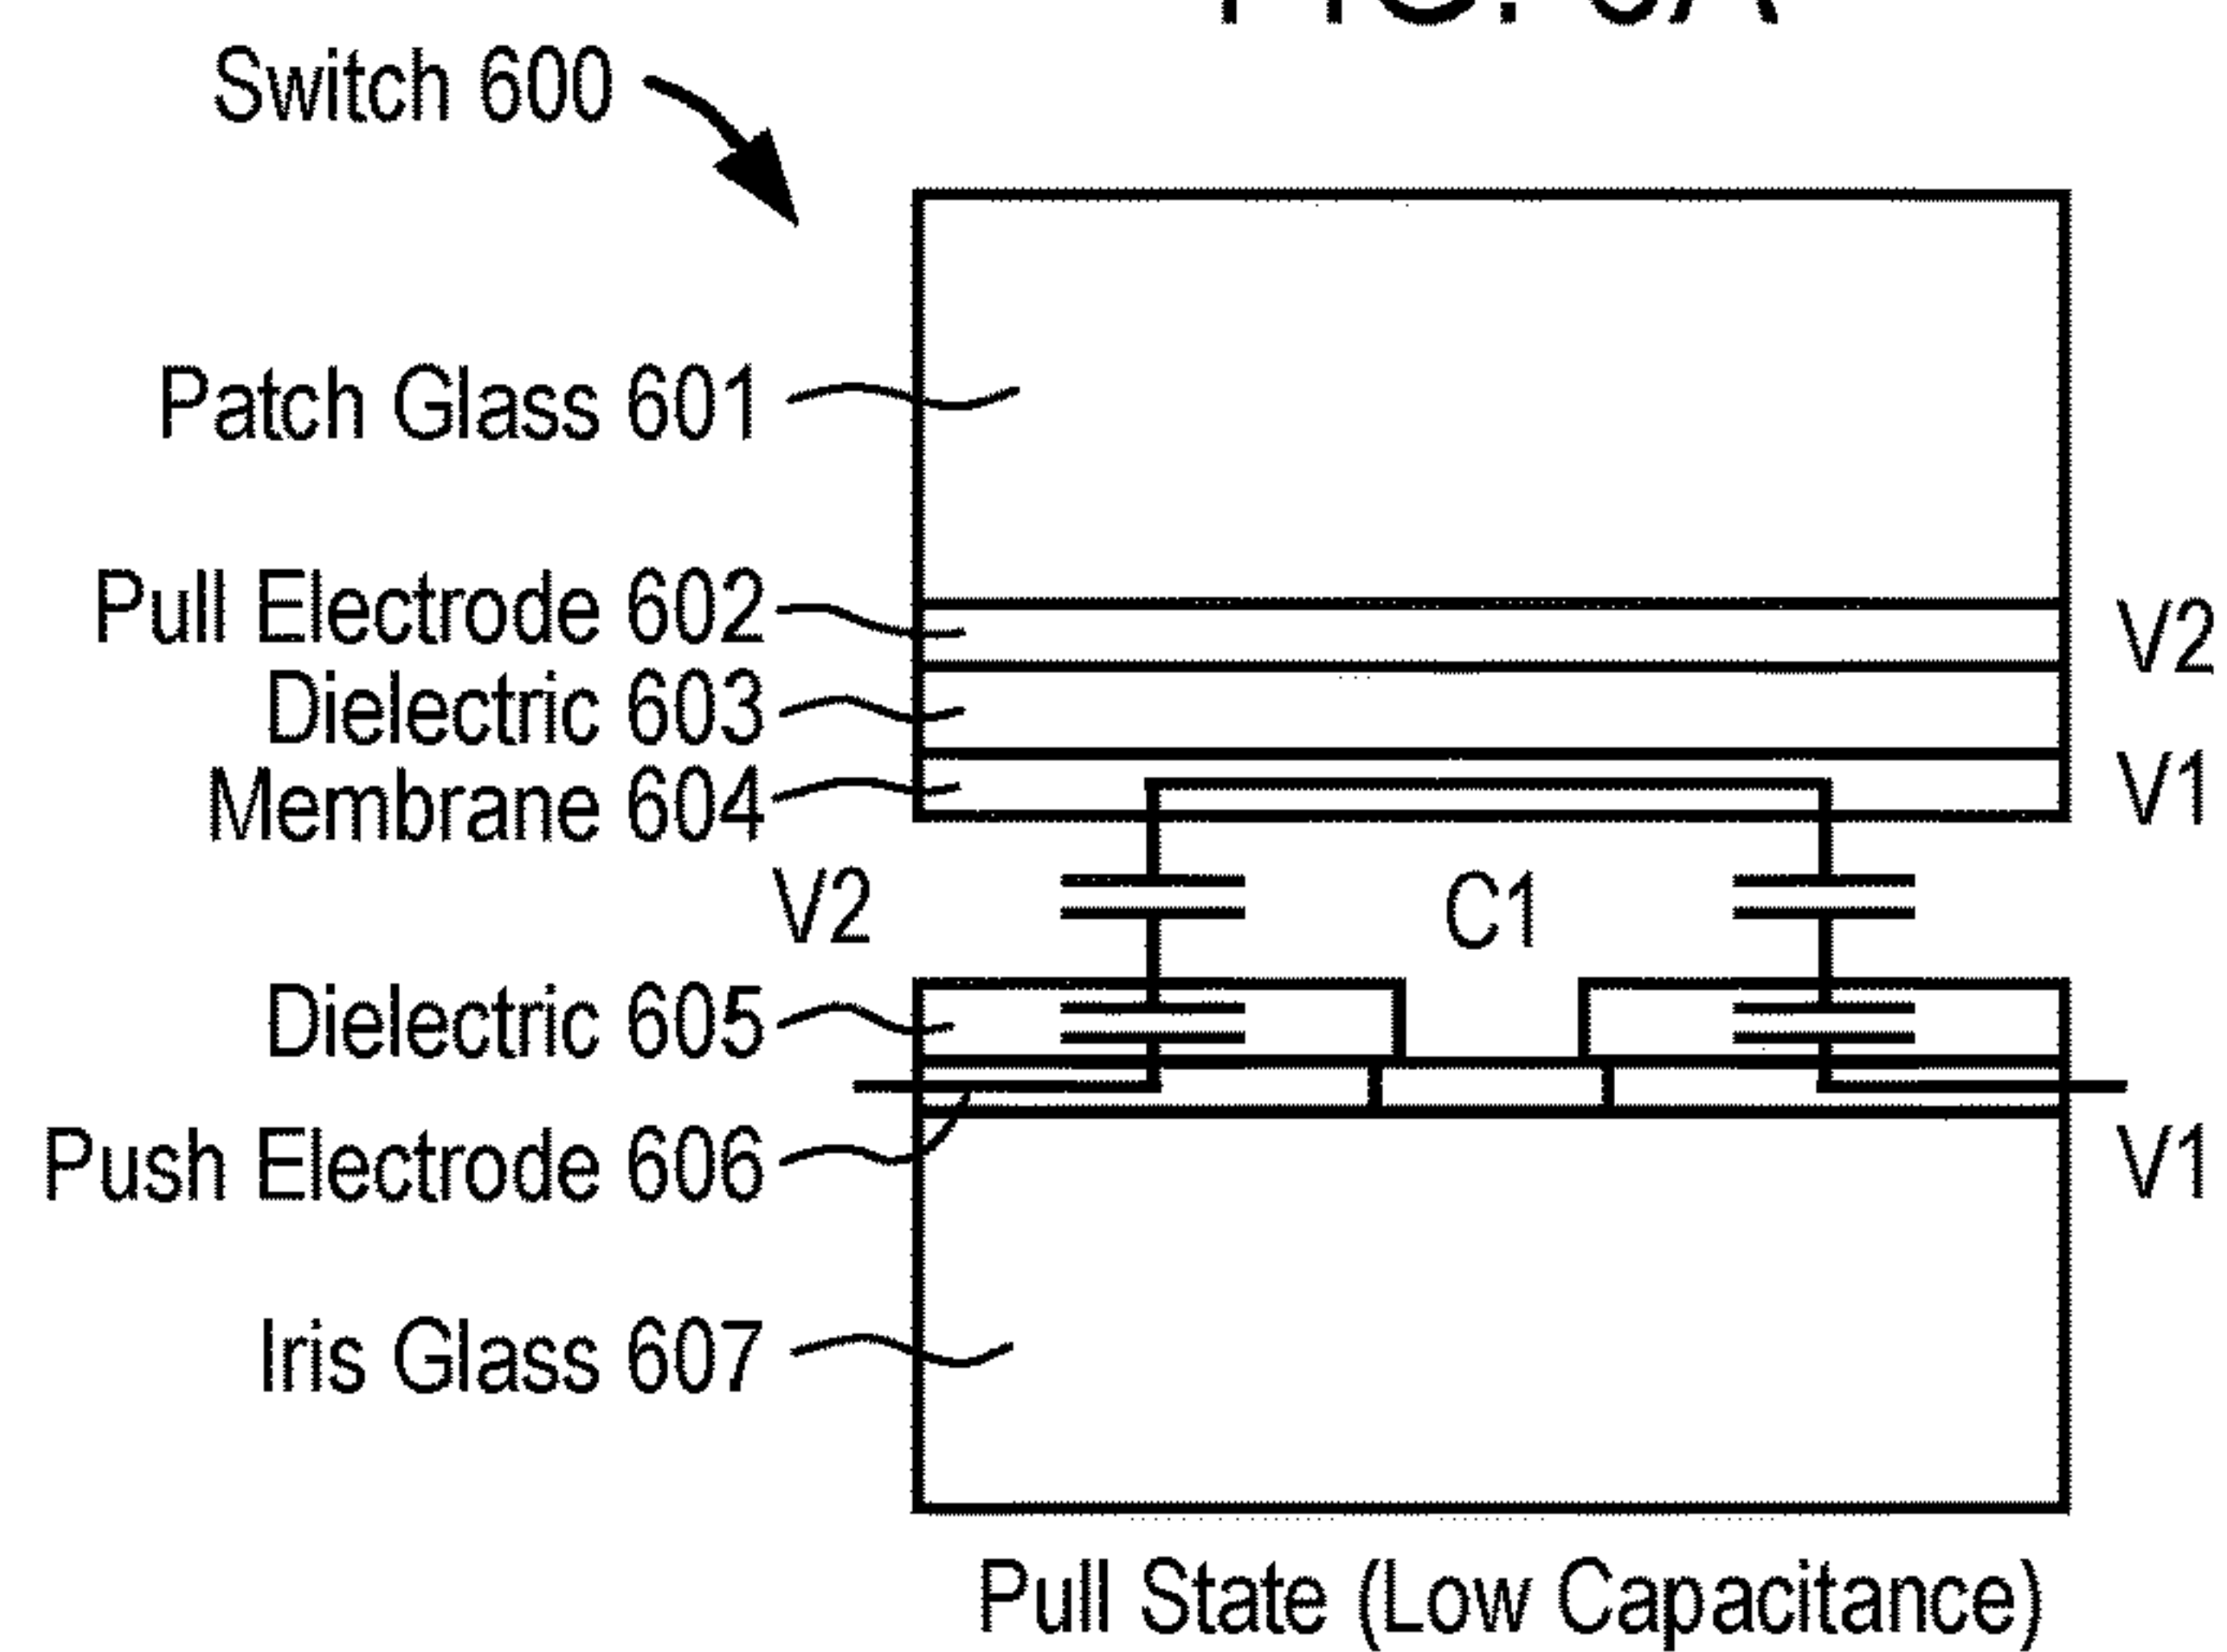 Switch 600
Patch Glass 601
Pull Electrode 602
V2
Dielectric 603
Membrane 604
V1
V2
C1
Dielectric 605
Push Electrode 606
V1
Iris Glass 607
Pull State (Low Capacitance)